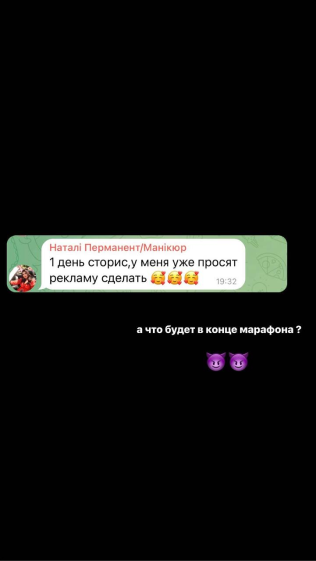 Наталі Перманент/Манікюр
1 день сторис,у меня уже просят
рекламу сделать 🥰🥰🥰
19:32
а что будет в конце марафона ?
😈😈